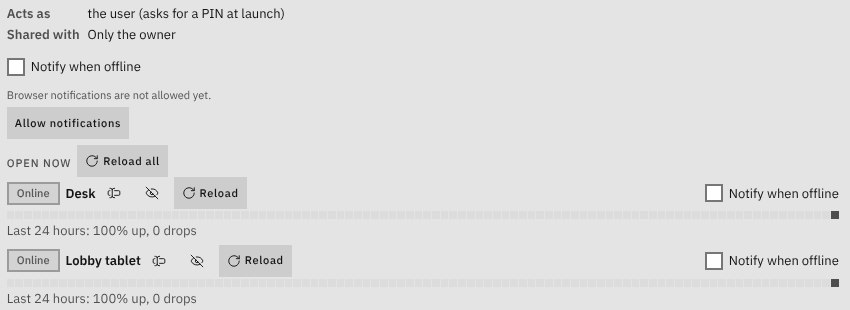 Acts as the user (asks for a PIN at launch)
Shared with Only the owner
Notify when offline
Browser notifications are not allowed yet.
Allow notifications
OPEN NOW Reload all
Online Desk Reload Notify when offline
Last 24 hours: 100% up, 0 drops
Online Lobby tablet Reload Notify when offline
Last 24 hours: 100% up, 0 drops